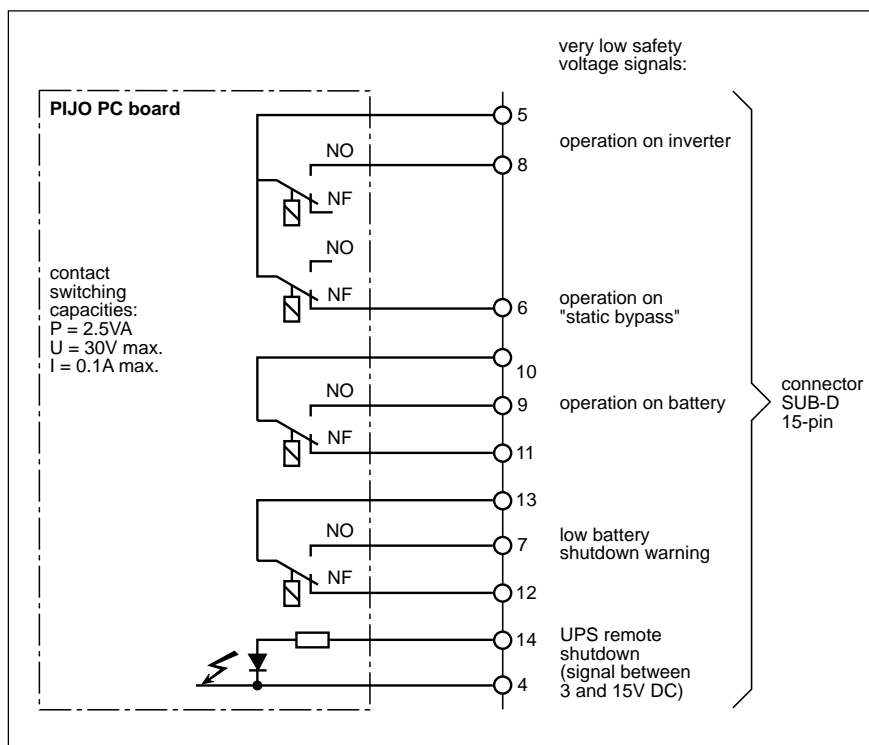 very low safety
voltage signals:
PIJO PC board
5
operation on inverter
NO
8
NF
NO
contact
switching
capacities:
P = 2.5VA
U = 30V max.
I = 0.1A max.
NF
6
operation on
"static bypass"
10
NO
9
operation on battery
NF
11
connector
SUB-D
15-pin
13
NO
7
low battery
shutdown warning
NF
12
14
UPS remote
shutdown
(signal between
3 and 15V DC)
4